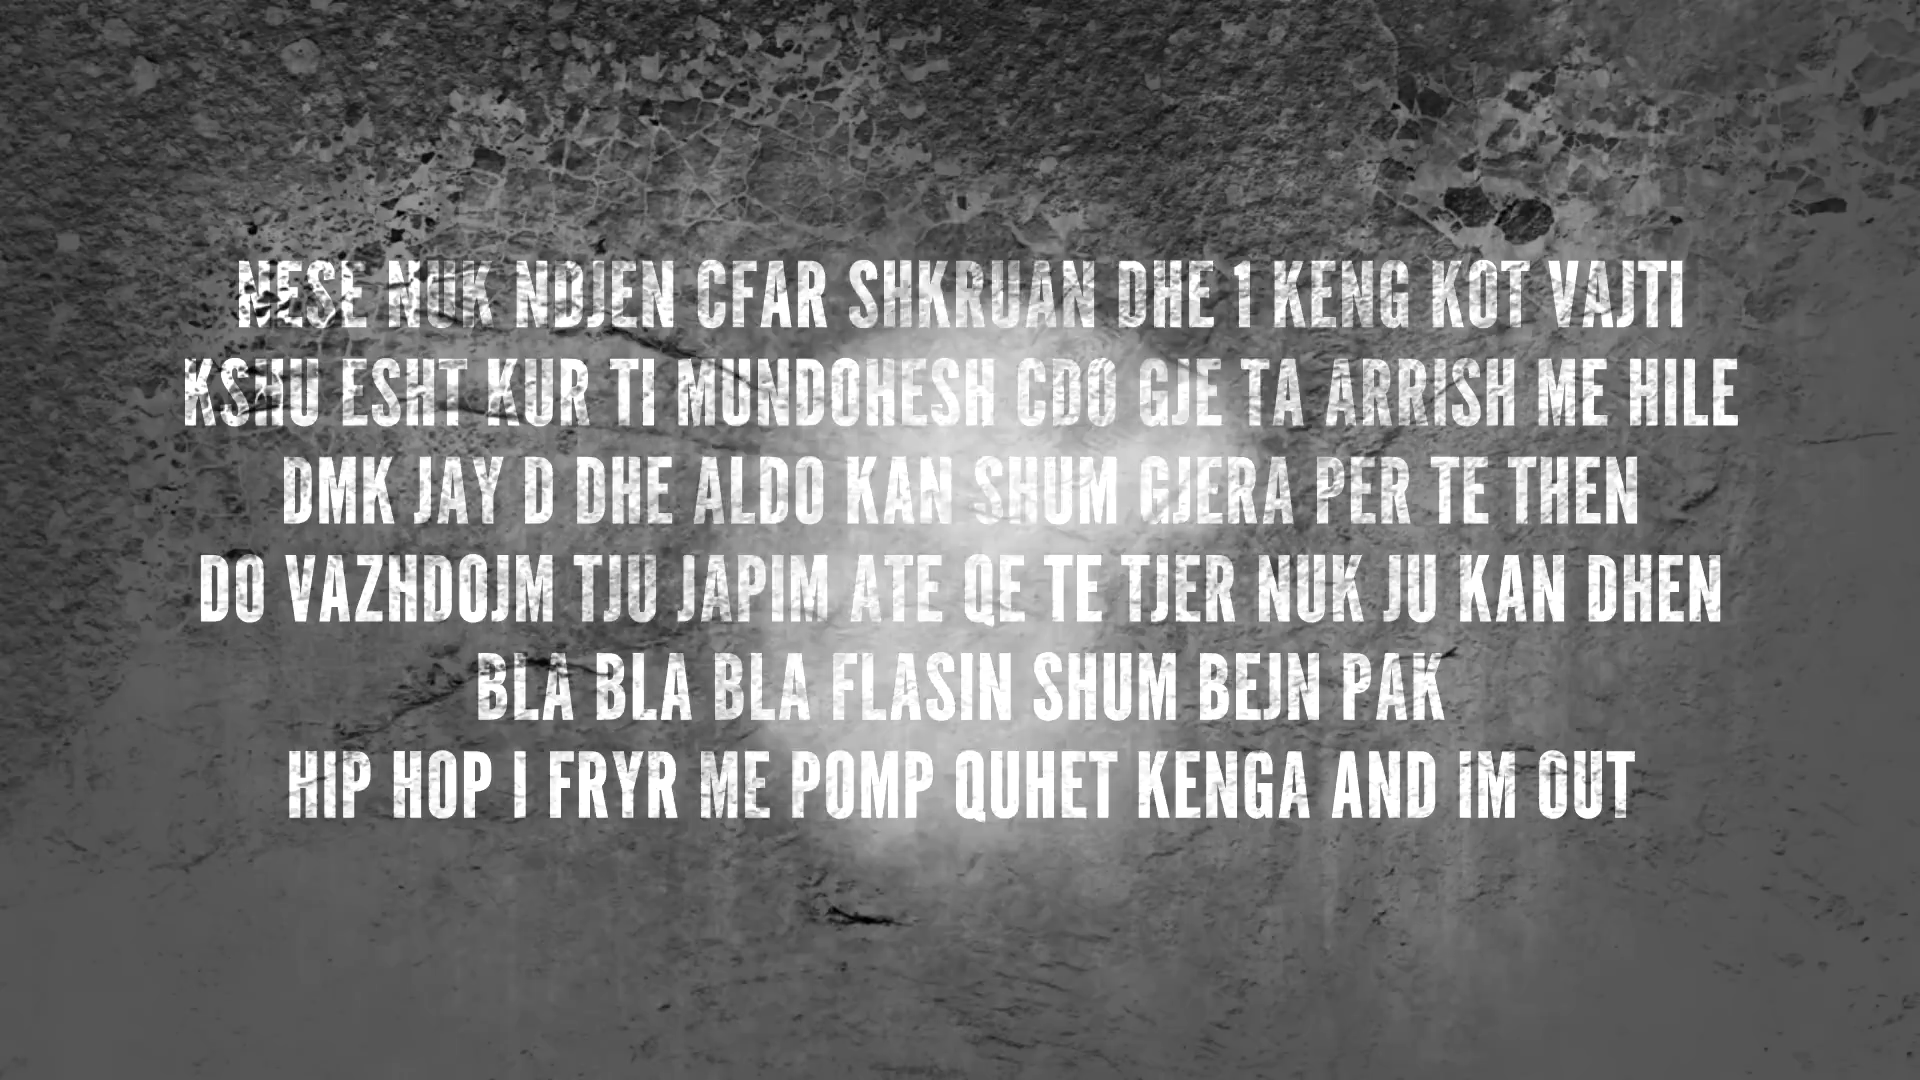 NESE NUK NDJEN CFAR SHKRUAN DHE 1 KENG KOT VAJTI
KSHU ESHT KUR TI MUNDOHESH CDO GJE TA ARRISH ME HILE
DMK JAY D DHE ALDO KAN SHUM GJERA PER TE THEN
DO VAZHDOJM TJU JAPIM ATE QE TE TJER NUK JU KAN DHEN
BLA BLA BLA FLASIN SHUM BEJN PAK
HIP HOP I FRYR ME POMP QUHET KENGA AND IM OUT